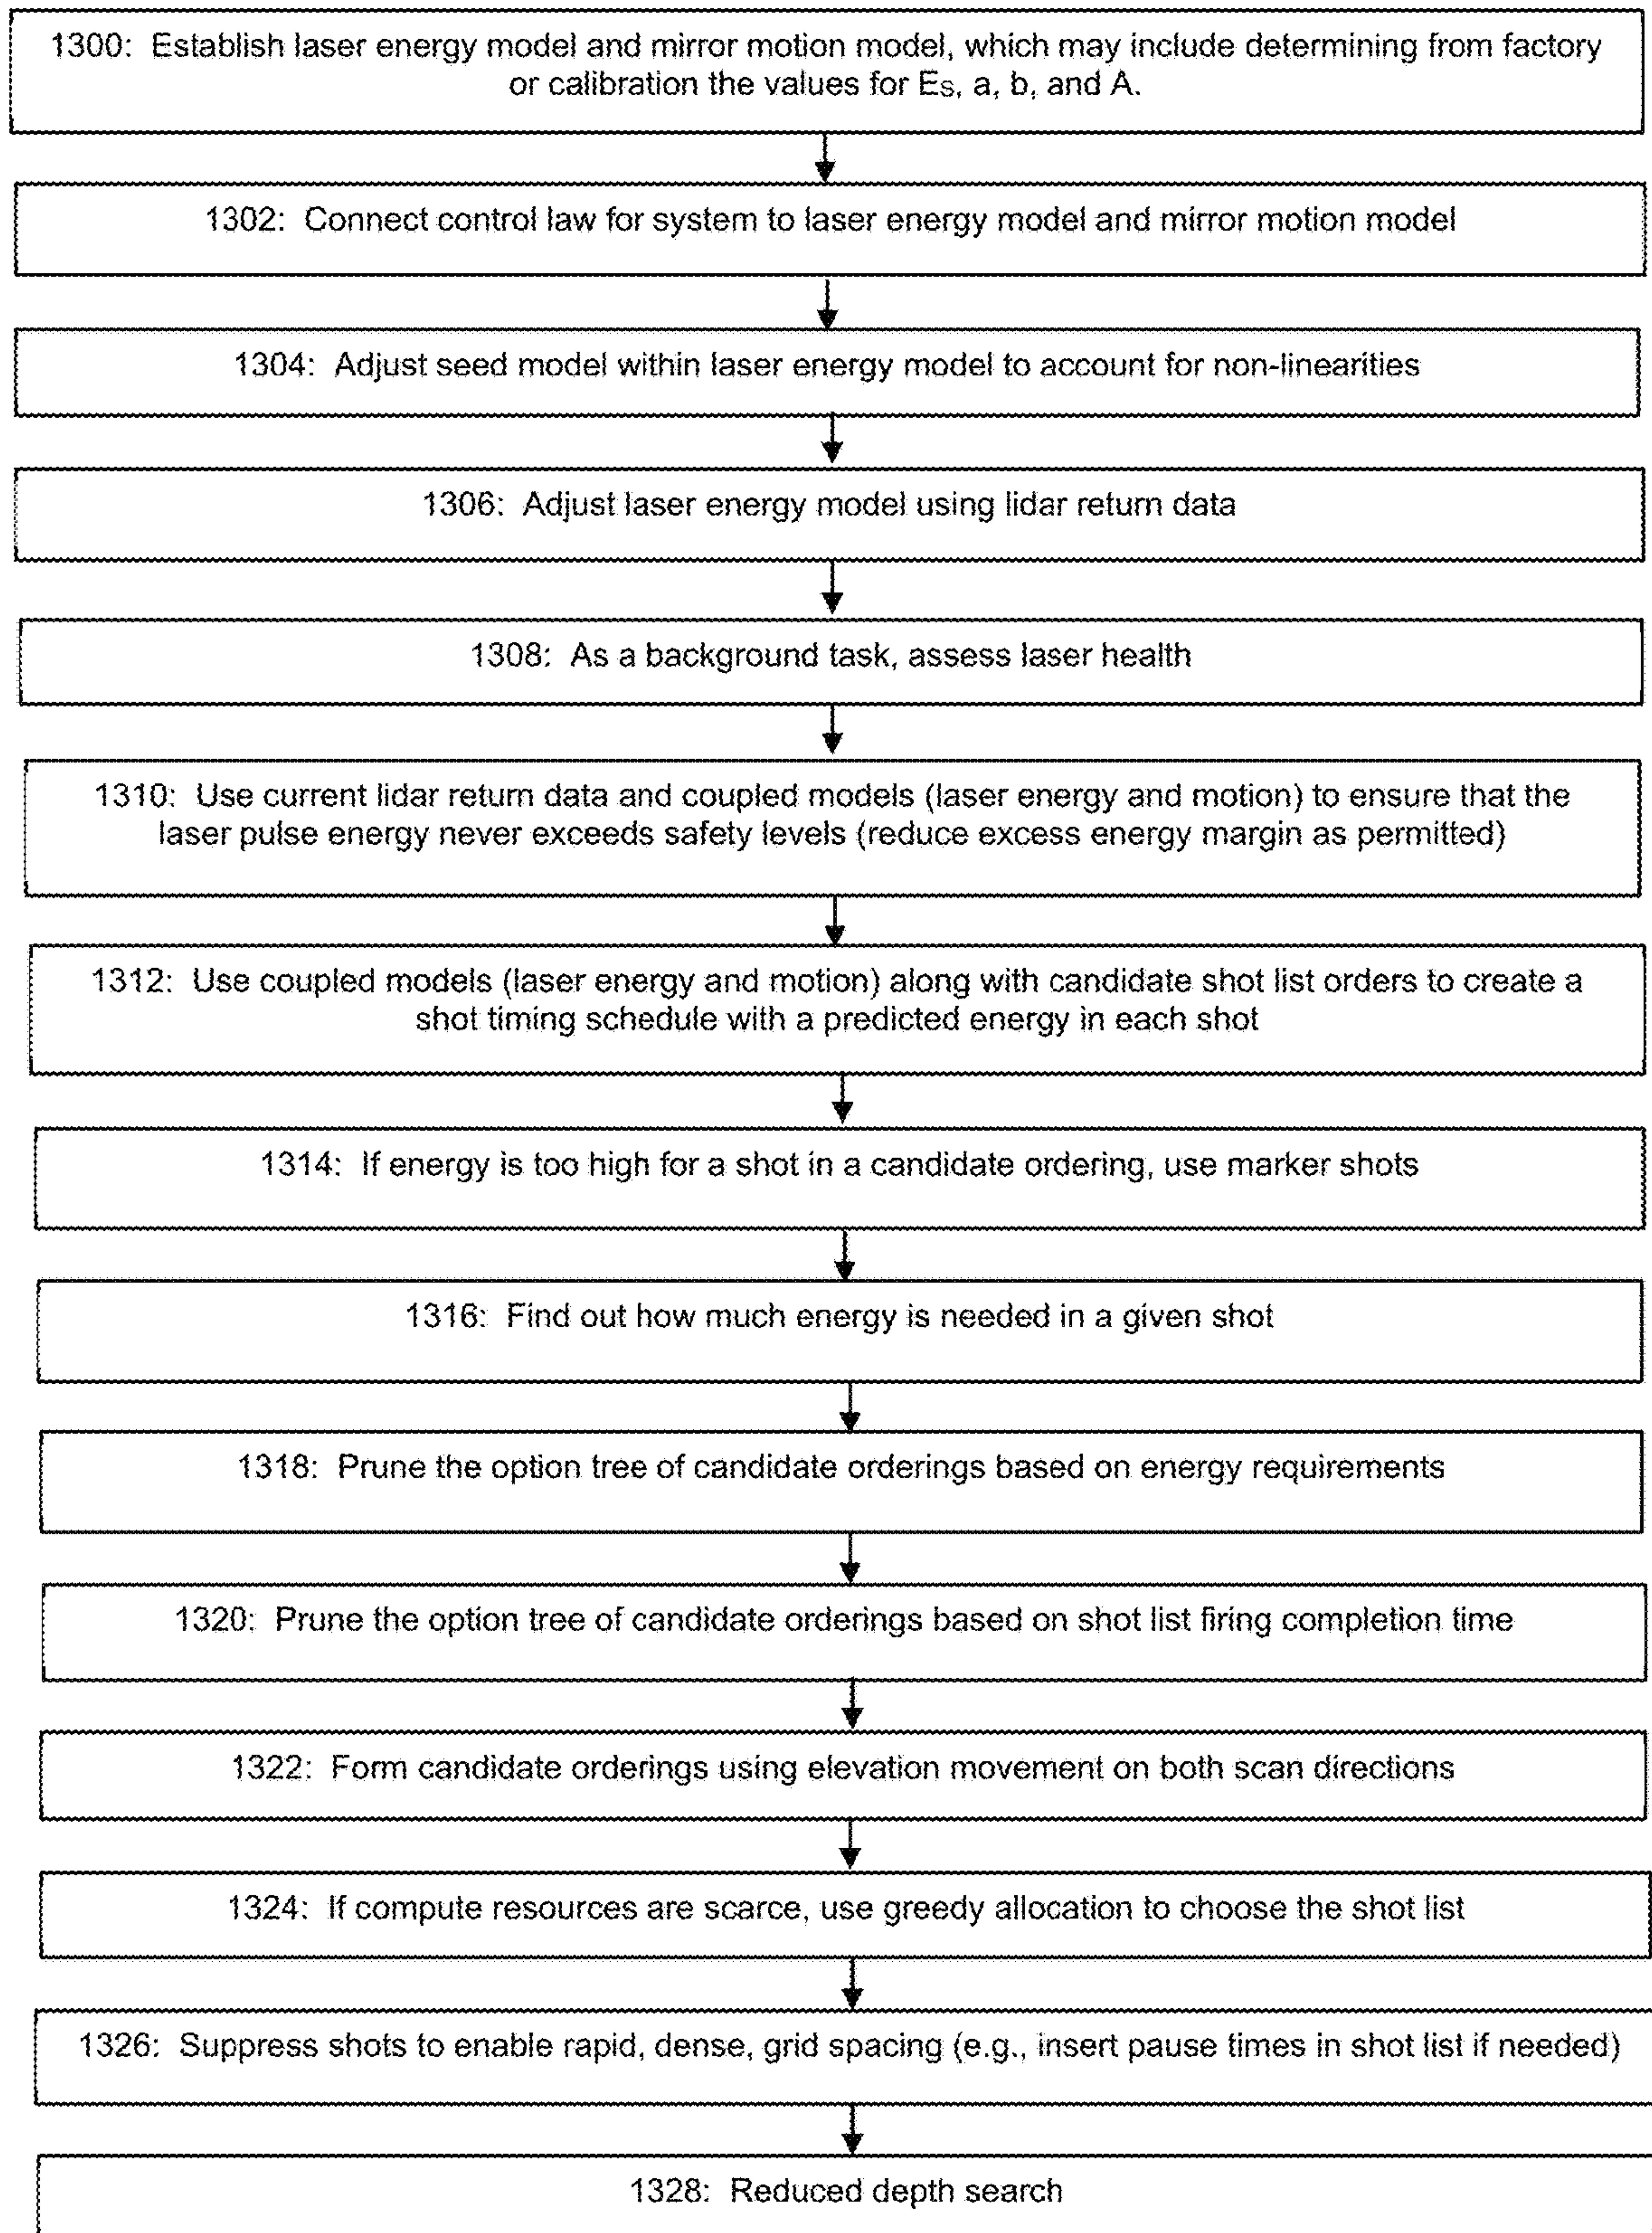 1300: Establish laser energy model and mirror motion model, which may include determining from factory
or calibration the values for Es, a, b, and A.
1302: Connect control law for system to laser energy model and mirror motion model
1304: Adjust seed model within laser energy model to account for non-linearities
1306: Adjust laser energy model using lidar return data
1308: As a background task, assess laser health
1310: Use current lidar return data and coupled models (laser energy and motion) to ensure that the
laser pulse energy never exceeds safety levels (reduce excess energy margin as permitted)
1312: Use coupled models (laser energy and motion) along with candidate shot list orders to create a
shot timing schedule with a predicted energy in each shot
1314: If energy is too high for a shot in a candidate ordering, use marker shots
1316: Find out how much energy is needed in a given shot
1318: Prune the option tree of candidate orderings based on energy requirements
1320: Prune the option tree of candidate orderings based on shot list firing completion time
1322: Form candidate orderings using elevation movement on both scan directions
1324: If compute resources are scarce, use greedy allocation to choose the shot list
1326: Suppress shots to enable rapid, dense, grid spacing (e.g., insert pause times in shot list if needed)
1328: Reduced depth search